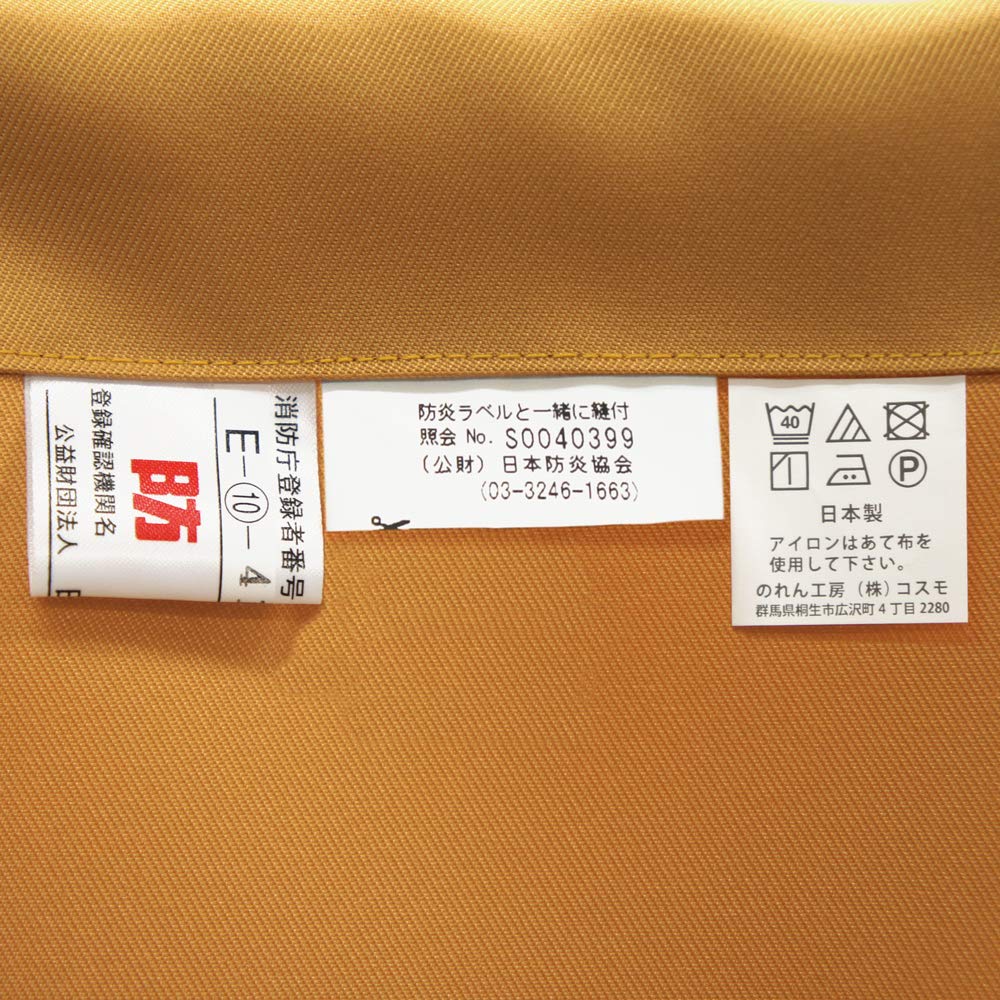 消防庁登録者番号
E-⑩-4
防炎
登録確認機関名
公益財団法人
防炎ラベルと一緒に縫付
照会 No. S0040399
(公財) 日本防炎協会
(03-3246-1663)
40
P
日本製
アイロンはあて布を
使用して下さい。
のれん工房 (株) コスモ
群馬県桐生市広沢町4丁目2280